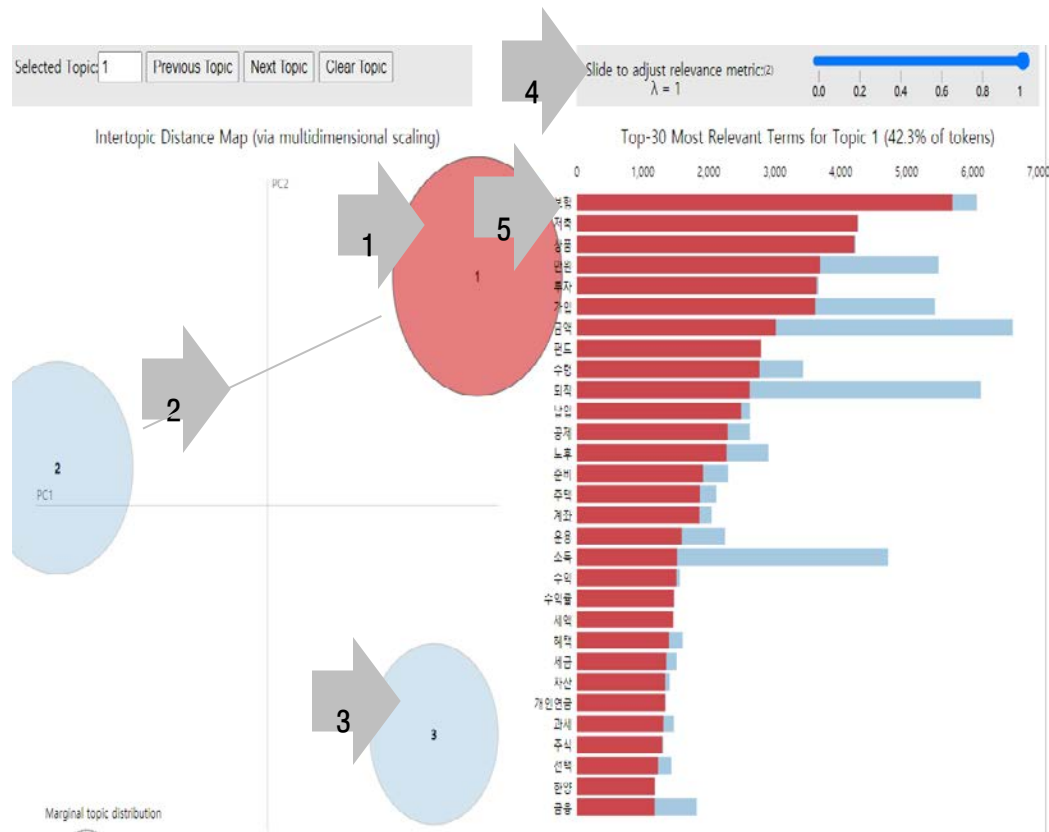 Selected Topic: 1 Previous Topic Next Topic Clear Topic
Slide to adjust relevance metric:(2)
λ = 1
0.0 0.2 0.4 0.6 0.8 1
4
Intertopic Distance Map (via multidimensional scaling)
PC2
PC1
1
1
2
2
3
3
Marginal topic distribution
Top-30 Most Relevant Terms for Topic 1 (42.3% of tokens)
0 1,000 2,000 3,000 4,000 5,000 6,000 7,000
5
보험
저축
상품
만원
투자
가입
금액
펀드
수령
퇴직
납입
공제
노후
준비
주택
계좌
운용
소득
수익
수익률
세액
혜택
세금
자산
개인연금
과세
주식
선택
한양
금융